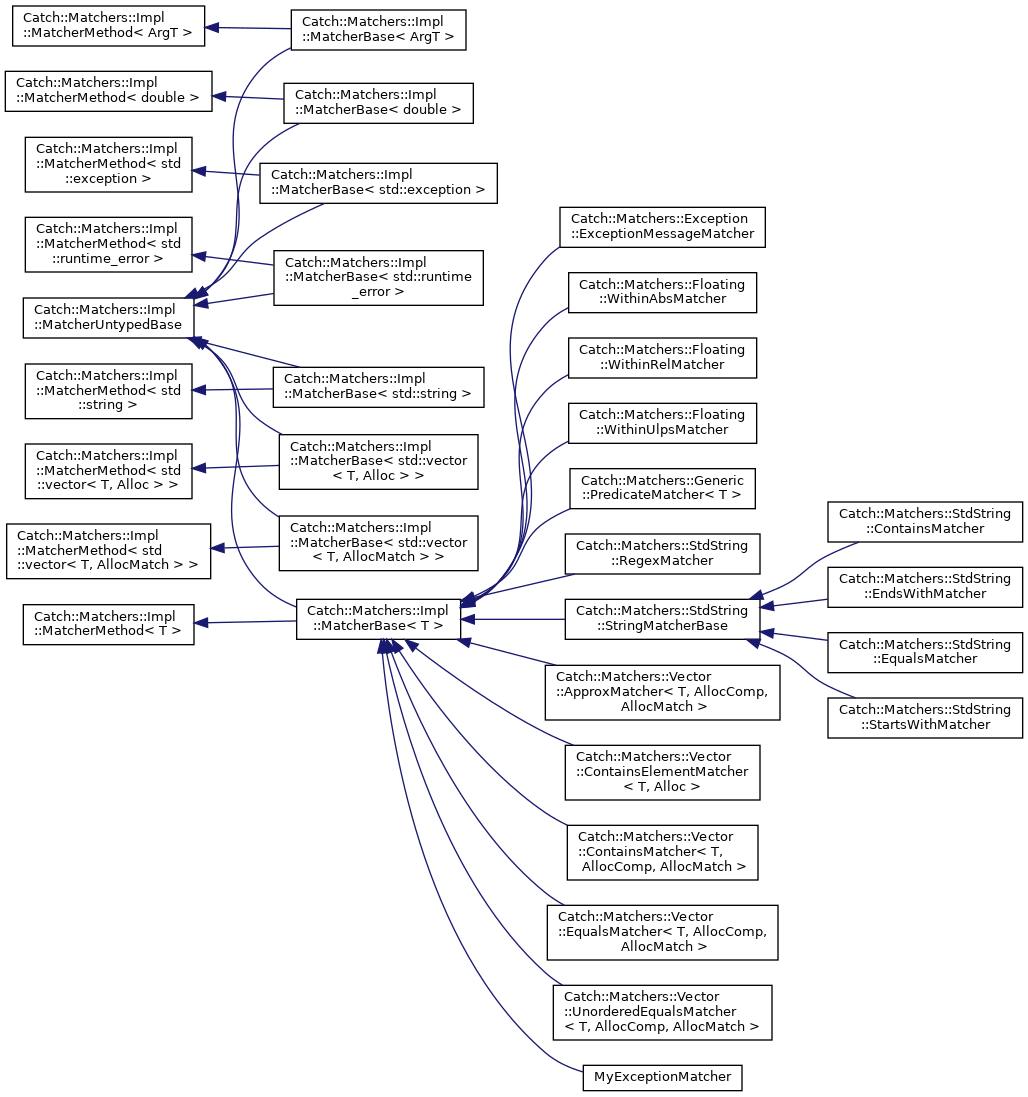 Catch::Matchers::Impl
::MatcherMethod< ArgT >
Catch::Matchers::Impl
::MatcherMethod< double >
Catch::Matchers::Impl
::MatcherMethod< std
::exception >
Catch::Matchers::Impl
::MatcherMethod< std
::runtime_error >
Catch::Matchers::Impl
::MatcherUntypedBase
Catch::Matchers::Impl
::MatcherMethod< std
::string >
Catch::Matchers::Impl
::MatcherMethod< std
::vector< T, Alloc > >
Catch::Matchers::Impl
::MatcherMethod< std
::vector< T, AllocMatch > >
Catch::Matchers::Impl
::MatcherMethod< T >
Catch::Matchers::Impl
::MatcherBase< ArgT >
Catch::Matchers::Impl
::MatcherBase< double >
Catch::Matchers::Impl
::MatcherBase< std::exception >
Catch::Matchers::Impl
::MatcherBase< std::runtime
_error >
Catch::Matchers::Impl
::MatcherBase< std::string >
Catch::Matchers::Impl
::MatcherBase< std::vector
< T, Alloc > >
Catch::Matchers::Impl
::MatcherBase< std::vector
< T, AllocMatch > >
Catch::Matchers::Impl
::MatcherBase< T >
Catch::Matchers::Exception
::ExceptionMessageMatcher
Catch::Matchers::Floating
::WithinAbsMatcher
Catch::Matchers::Floating
::WithinRelMatcher
Catch::Matchers::Floating
::WithinUlpsMatcher
Catch::Matchers::Generic
::PredicateMatcher< T >
Catch::Matchers::StdString
::RegexMatcher
Catch::Matchers::StdString
::StringMatcherBase
Catch::Matchers::Vector
::ApproxMatcher< T, AllocComp,
AllocMatch >
Catch::Matchers::Vector
::ContainsElementMatcher
< T, Alloc >
Catch::Matchers::Vector
::ContainsMatcher< T,
AllocComp, AllocMatch >
Catch::Matchers::Vector
::EqualsMatcher< T, AllocComp,
AllocMatch >
Catch::Matchers::Vector
::UnorderedEqualsMatcher
< T, AllocComp, AllocMatch >
MyExceptionMatcher
Catch::Matchers::StdString
::ContainsMatcher
Catch::Matchers::StdString
::EndsWithMatcher
Catch::Matchers::StdString
::EqualsMatcher
Catch::Matchers::StdString
::StartsWithMatcher